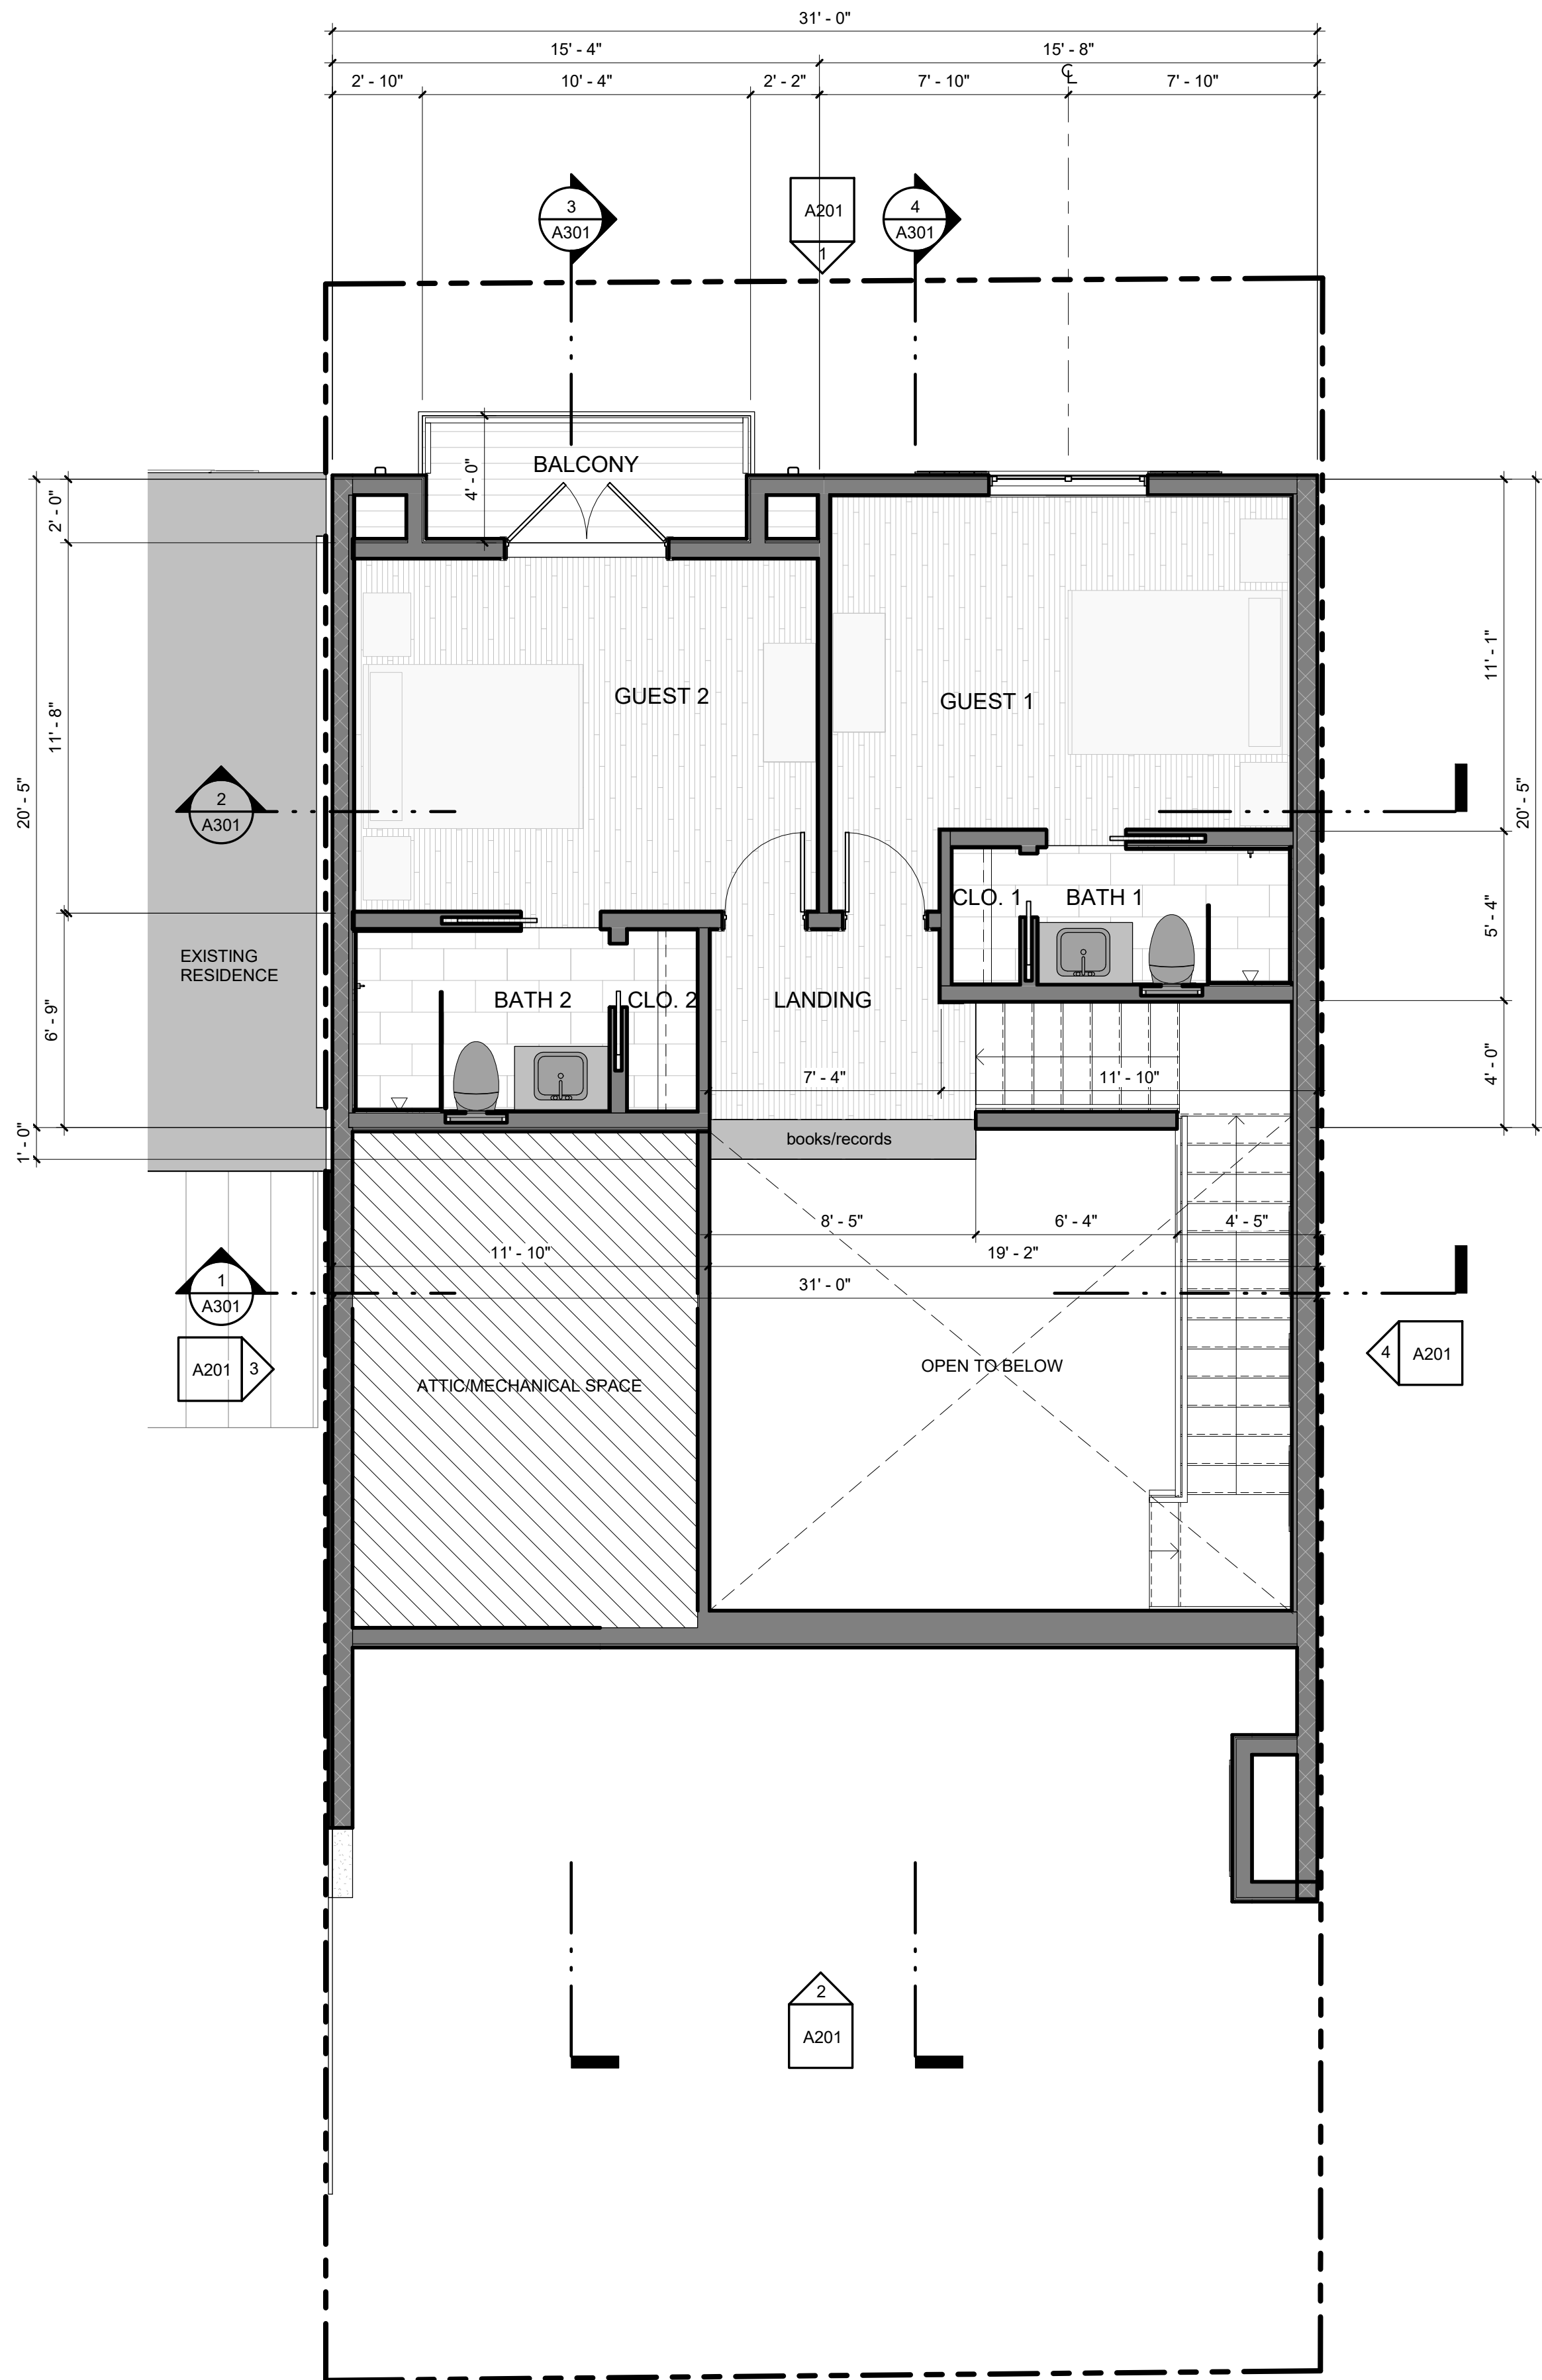 31' - 0"
15' - 4"
15' - 8"
2' - 10"
10' - 4"
2' - 2"
7' - 10"
7' - 10"
℄
3
A301
A201
1
4
A301
BALCONY
4' - 0"
2' - 0"
11' - 8"
20' - 5"
6' - 9"
1' - 0"
11' - 1"
20' - 5"
5' - 4"
4' - 0"
GUEST 2
GUEST 1
2
A301
CLO. 1
BATH 1
EXISTING
RESIDENCE
BATH 2
CLO. 2
LANDING
7' - 4"
11' - 10"
books/records
8' - 5"
6' - 4"
4' - 5"
11' - 10"
19' - 2"
31' - 0"
1
A301
A201
3
4
A201
OPEN TO BELOW
ATTIC/MECHANICAL SPACE
2
A201